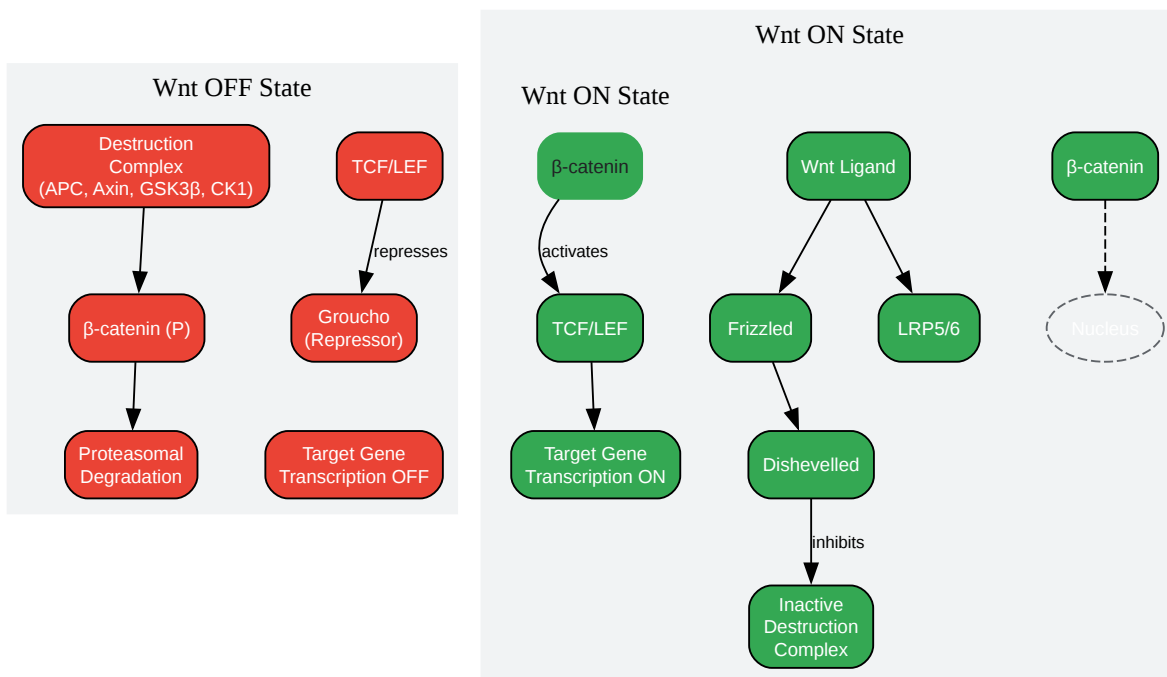 Wnt OFF State
Destruction
Complex
(APC, Axin, GSK3β, CK1)
TCF/LEF
repressses
β-catenin (P)
Groucho
(Repressor)
Proteasomal
Degradation
Target Gene
Transcription OFF
Wnt ON State
Wnt ON State
β-catenin
Wnt Ligand
β-catenin
activates
TCF/LEF
Frizzled
LRP5/6
Nucleus
Target Gene
Transcription ON
Dishevelled
inhibits
Inactive
Destruction
Complex